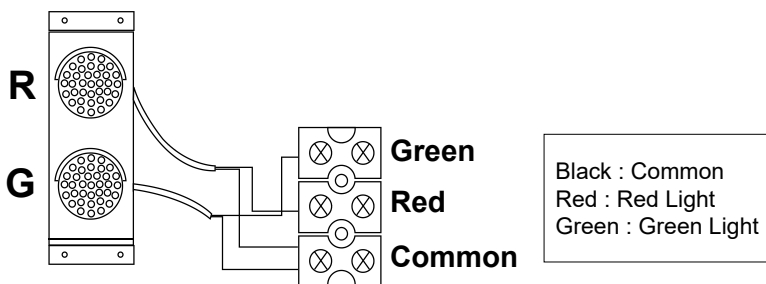 R
G
Green
Red
Common
Black : Common
Red : Red Light
Green : Green Light